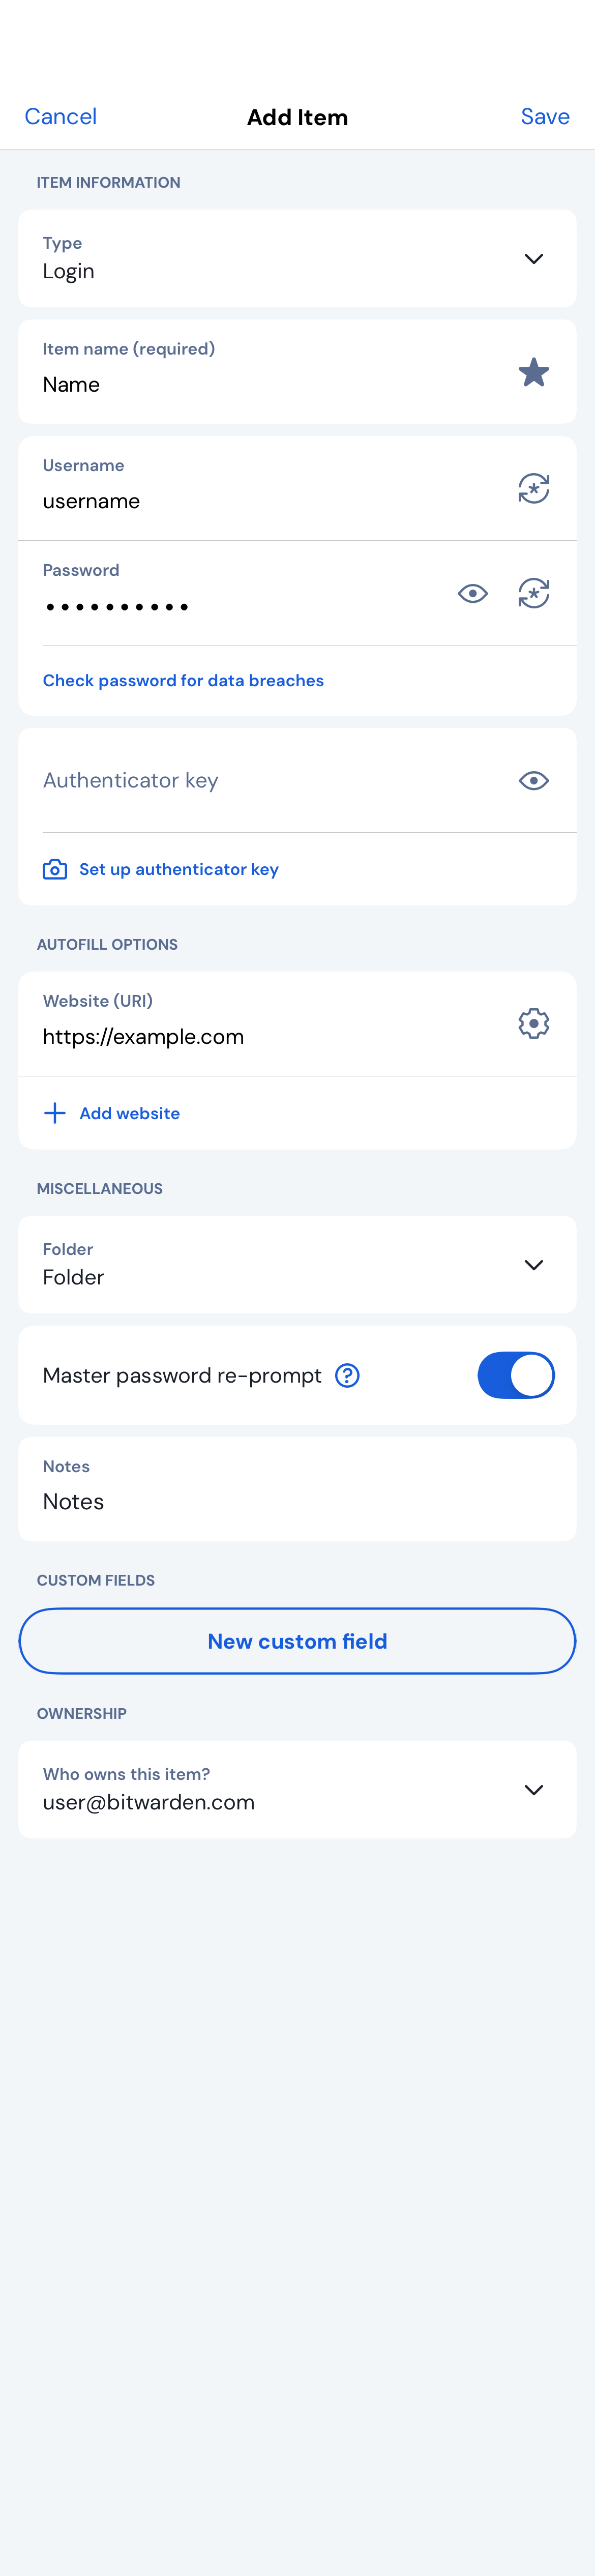 Cancel
Add Item
Save
ITEM INFORMATION
Type
Login
Item name (required)
Name
Username
username
Password
••••••••••
Check password for data breaches
Authenticator key
Set up authenticator key
AUTOFILL OPTIONS
Website (URI)
https://example.com
Add website
MISCELLANEOUS
Folder
Folder
Master password re-prompt
Notes
Notes
CUSTOM FIELDS
New custom field
OWNERSHIP
Who owns this item?
user@bitwarden.com